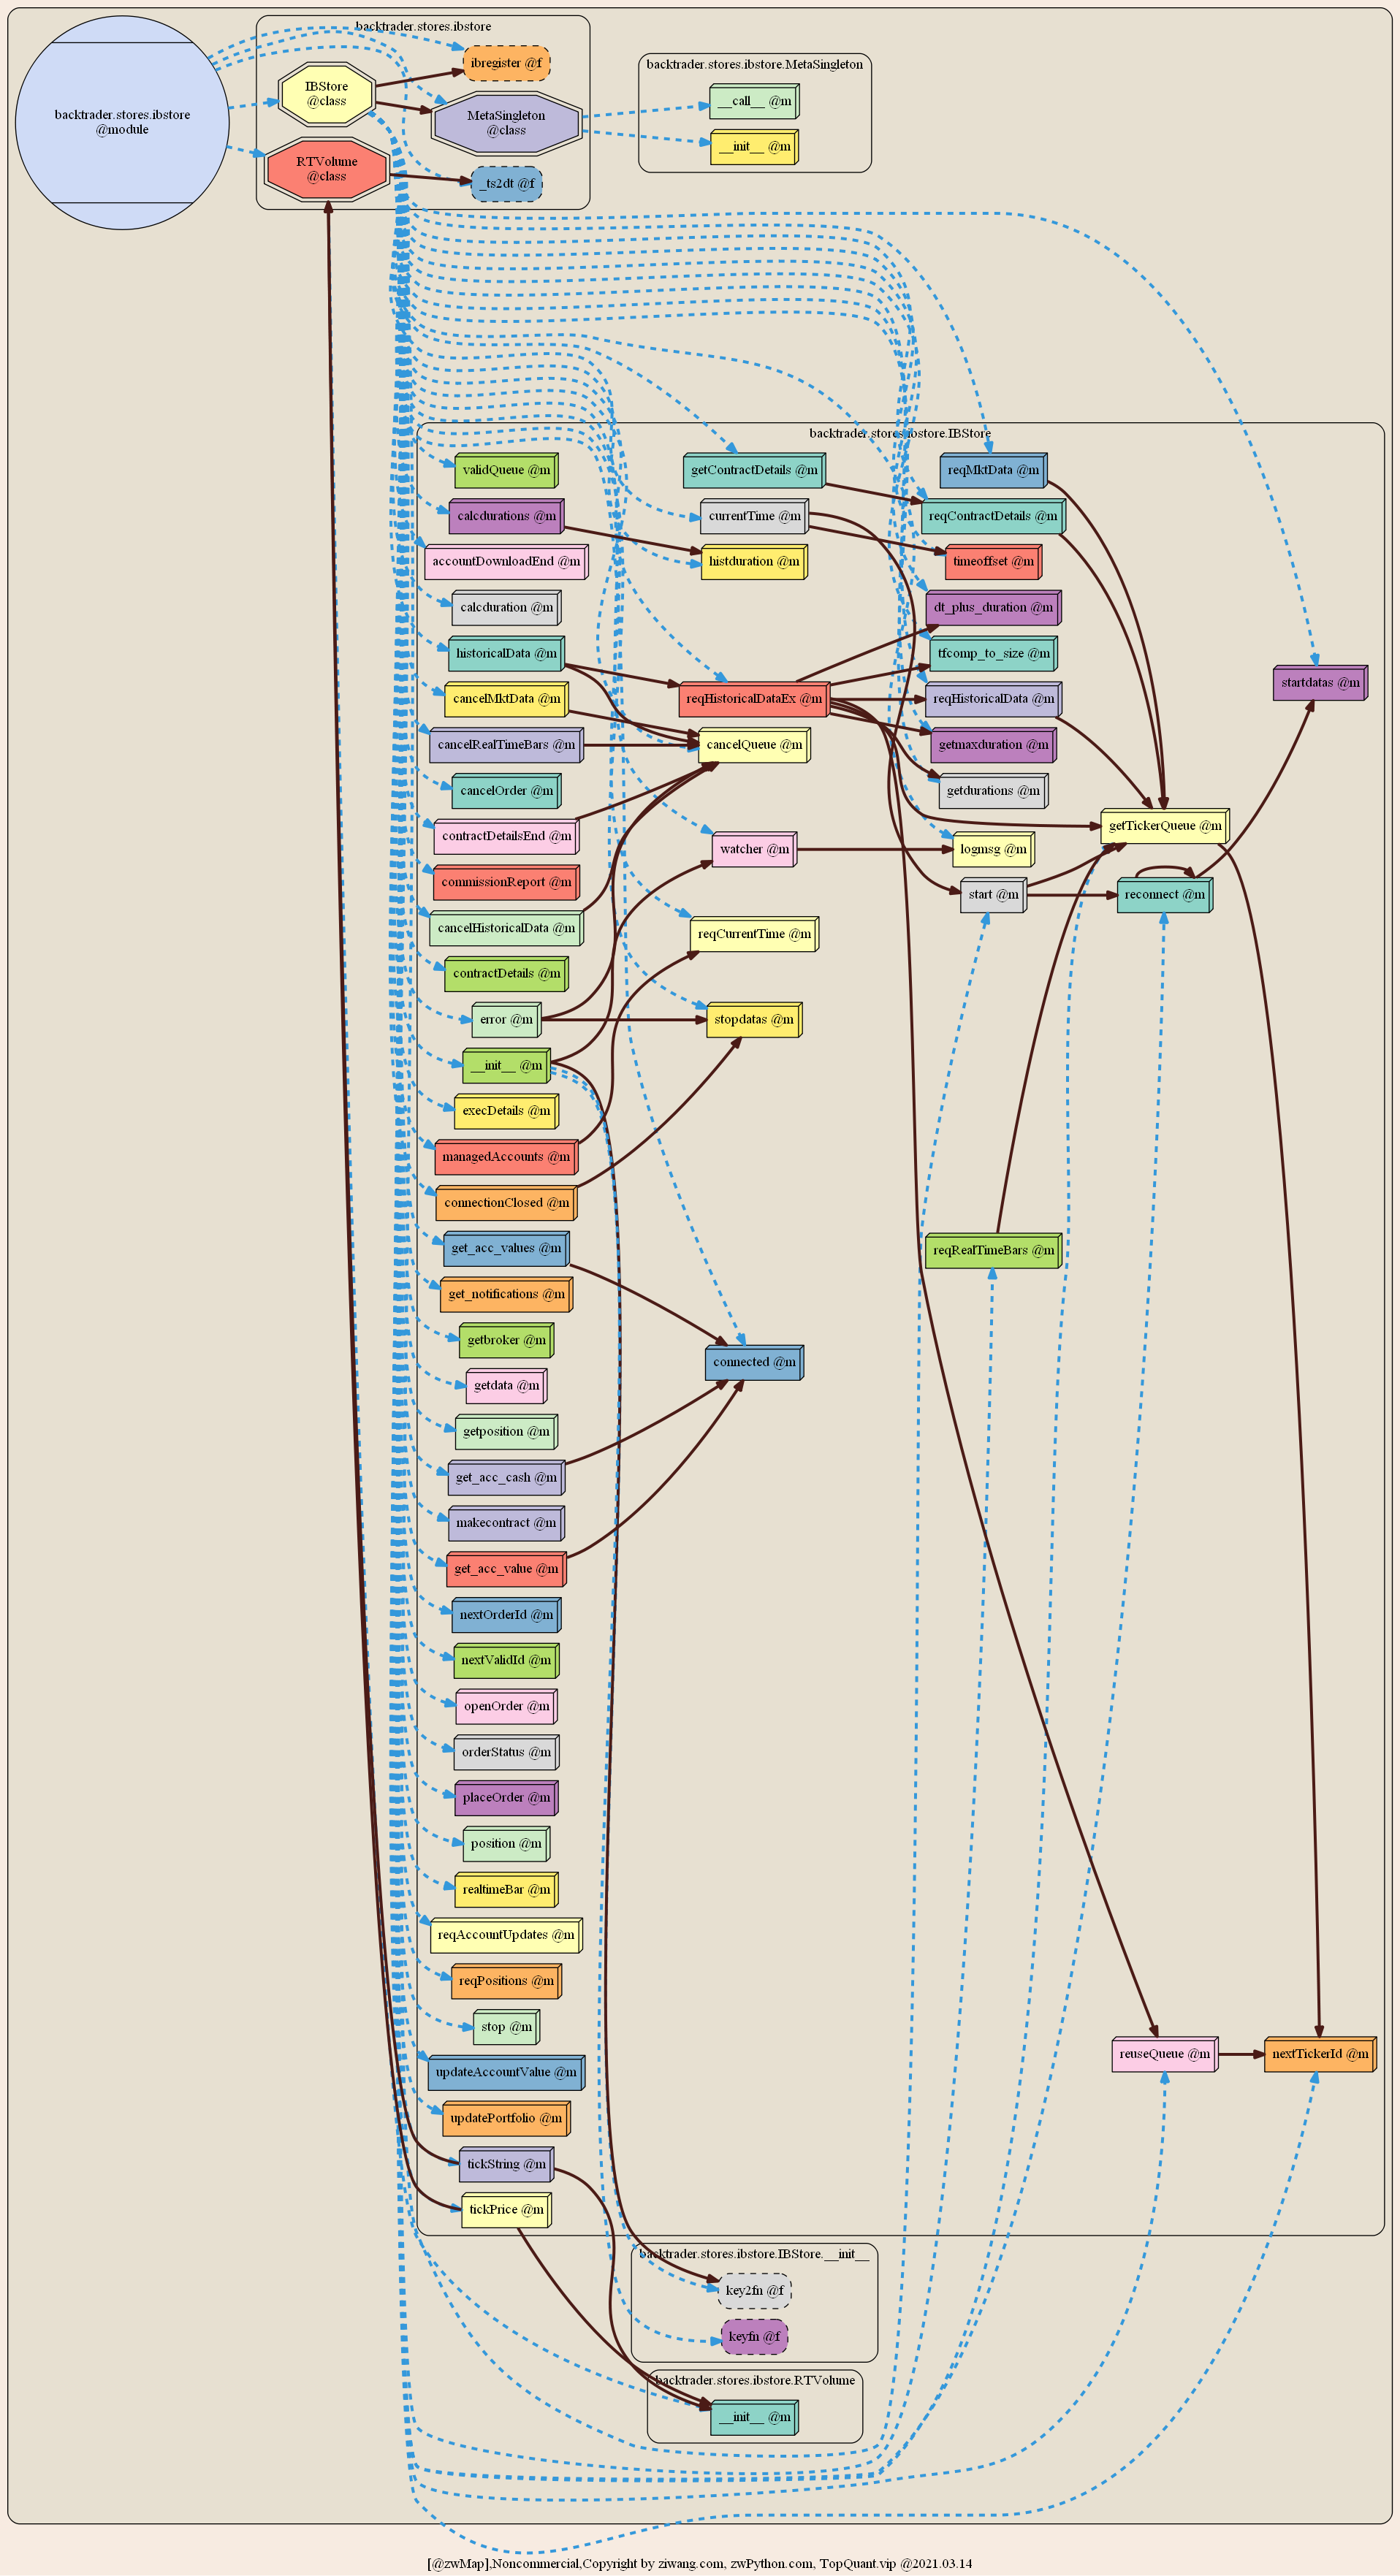 backtrader.stores.ibstore
@module
backtrader.stores.ibstore
IBStore
@class
ibregister @f
MetaSingleton
@class
RTVolume
@class
_ts2dt @f
backtrader.stores.ibstore.MetaSingleton
__call__ @m
__init__ @m
backtrader.stores.ibstore.IBStore
validQueue @m
calcdurations @m
accountDownloadEnd @m
calcduration @m
historicalData @m
cancelMktData @m
cancelRealTimeBars @m
cancelOrder @m
contractDetailsEnd @m
commissionReport @m
cancelHistoricalData @m
contractDetails @m
error @m
__init__ @m
execDetails @m
managedAccounts @m
connectionClosed @m
get_acc_values @m
get_notifications @m
getbroker @m
getdata @m
getposition @m
get_acc_cash @m
makecontract @m
get_acc_value @m
nextOrderId @m
nextValidId @m
openOrder @m
orderStatus @m
placeOrder @m
position @m
realtimeBar @m
reqAccountUpdates @m
reqPositions @m
stop @m
updateAccountValue @m
updatePortfolio @m
tickString @m
tickPrice @m
getContractDetails @m
currentTime @m
histduration @m
reqHistoricalDataEx @m
cancelQueue @m
watcher @m
reqCurrentTime @m
stopdatas @m
connected @m
reqMktData @m
reqContractDetails @m
timeoffset @m
dt_plus_duration @m
tfcomp_to_size @m
reqHistoricalData @m
getmaxduration @m
getdurations @m
logmsg @m
start @m
reqRealTimeBars @m
getTickerQueue @m
reconnect @m
startdatas @m
reuseQueue @m
nextTickerId @m
backtrader.stores.ibstore.IBStore.__init__
key2fn @f
keyfn @f
backtrader.stores.ibstore.RTVolume
__init__ @m
[@zwMap],Noncommercial,Copyright by ziwang.com, zwPython.com, TopQuant.vip @2021.03.14